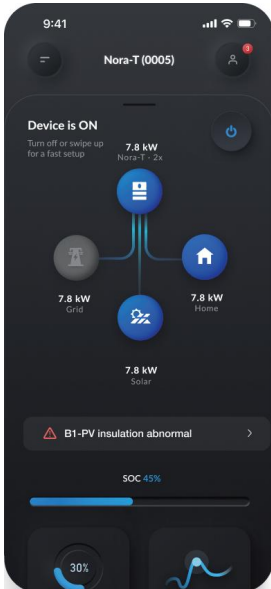 9:41
Nora-T (0005)
3
Device is ON
Turn off or swipe up
for a fast setup
7.8 kW
Nora-T - 2x
7.8 kW
Grid
7.8 kW
Home
7.8 kW
Solar
B1-PV insulation abnormal
SOC 45%
30%